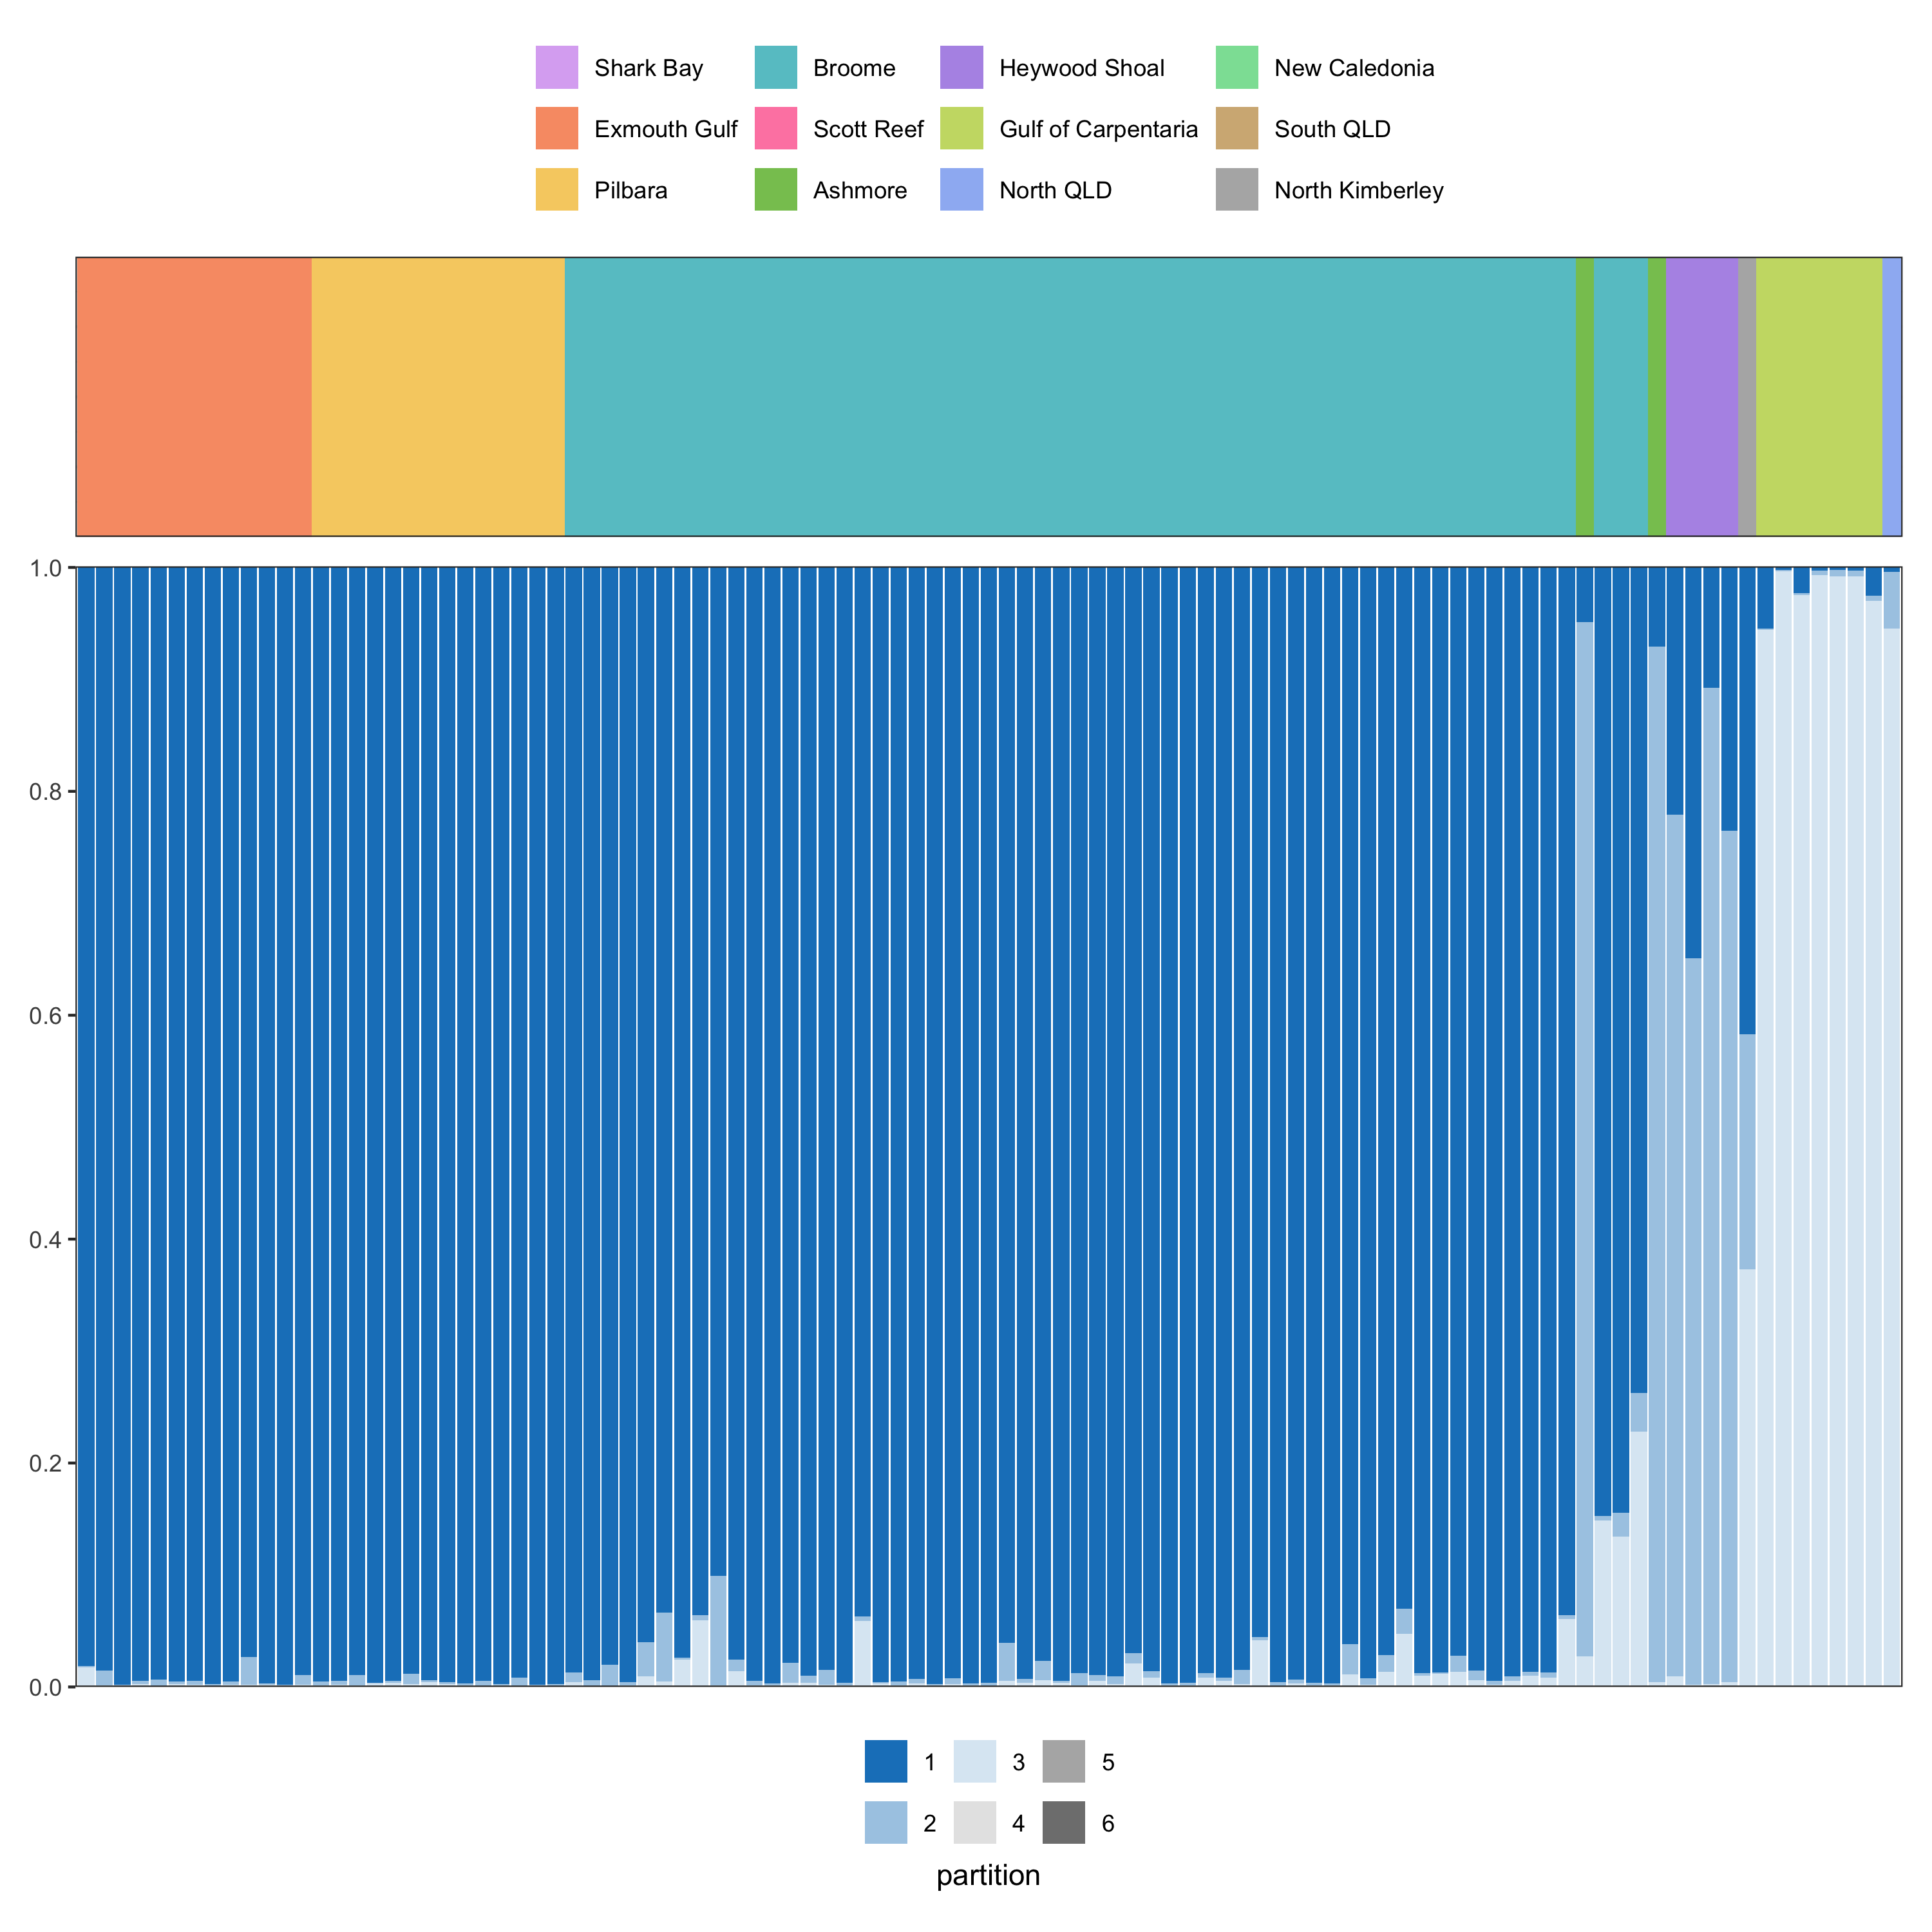 Shark Bay Broome Heywood Shoal New Caledonia
Exmouth Gulf Scott Reef Gulf of Carpentaria South QLD
Pilbara Ashmore North QLD North Kimberley
1.0
0.8
0.6
0.4
0.2
0.0
1 3 5
2 4 6
partition